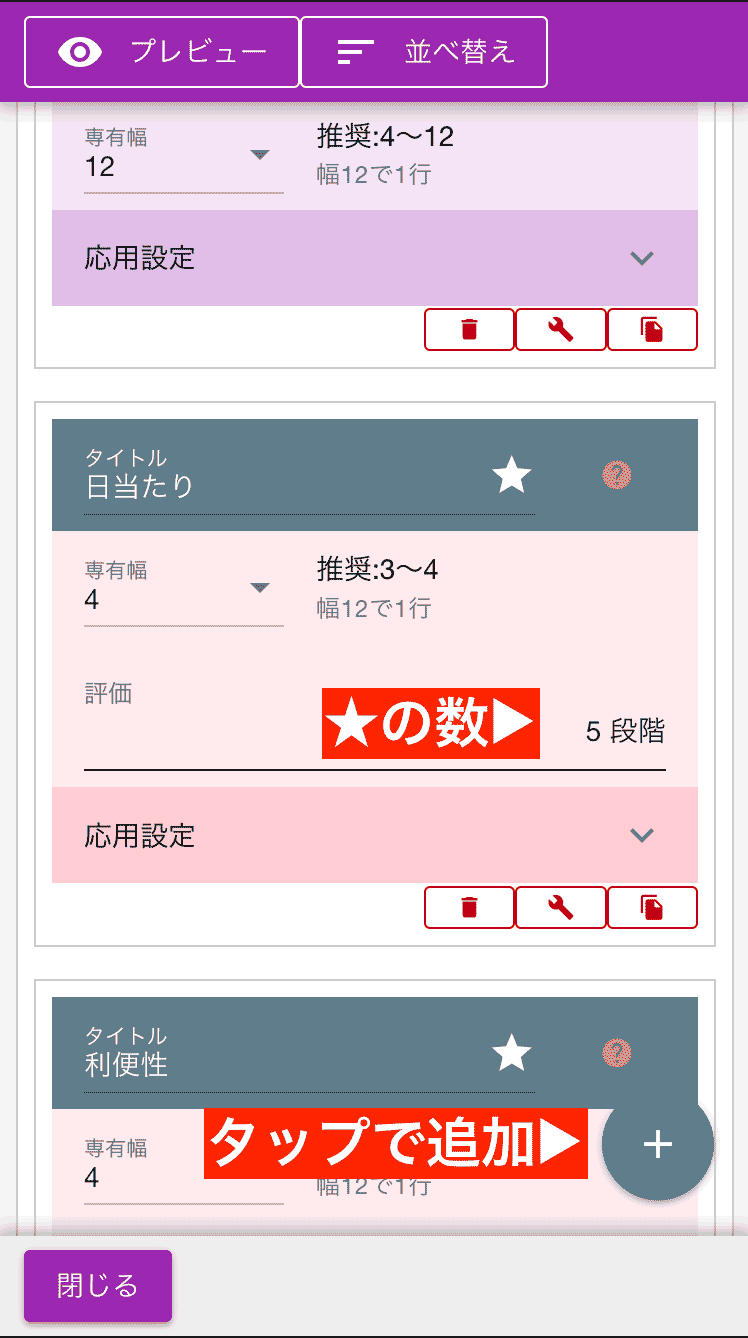 プレビュー
並べ替え
専有幅
推奨:4〜12
12
幅12で1行
応用設定
タイトル
日当たり
専有幅
推奨:3〜4
4
幅12で1行
評価
★の数▶
5 段階
応用設定
タイトル
利便性
専有幅
タップで追加▶
4
幅12で1行
閉じる